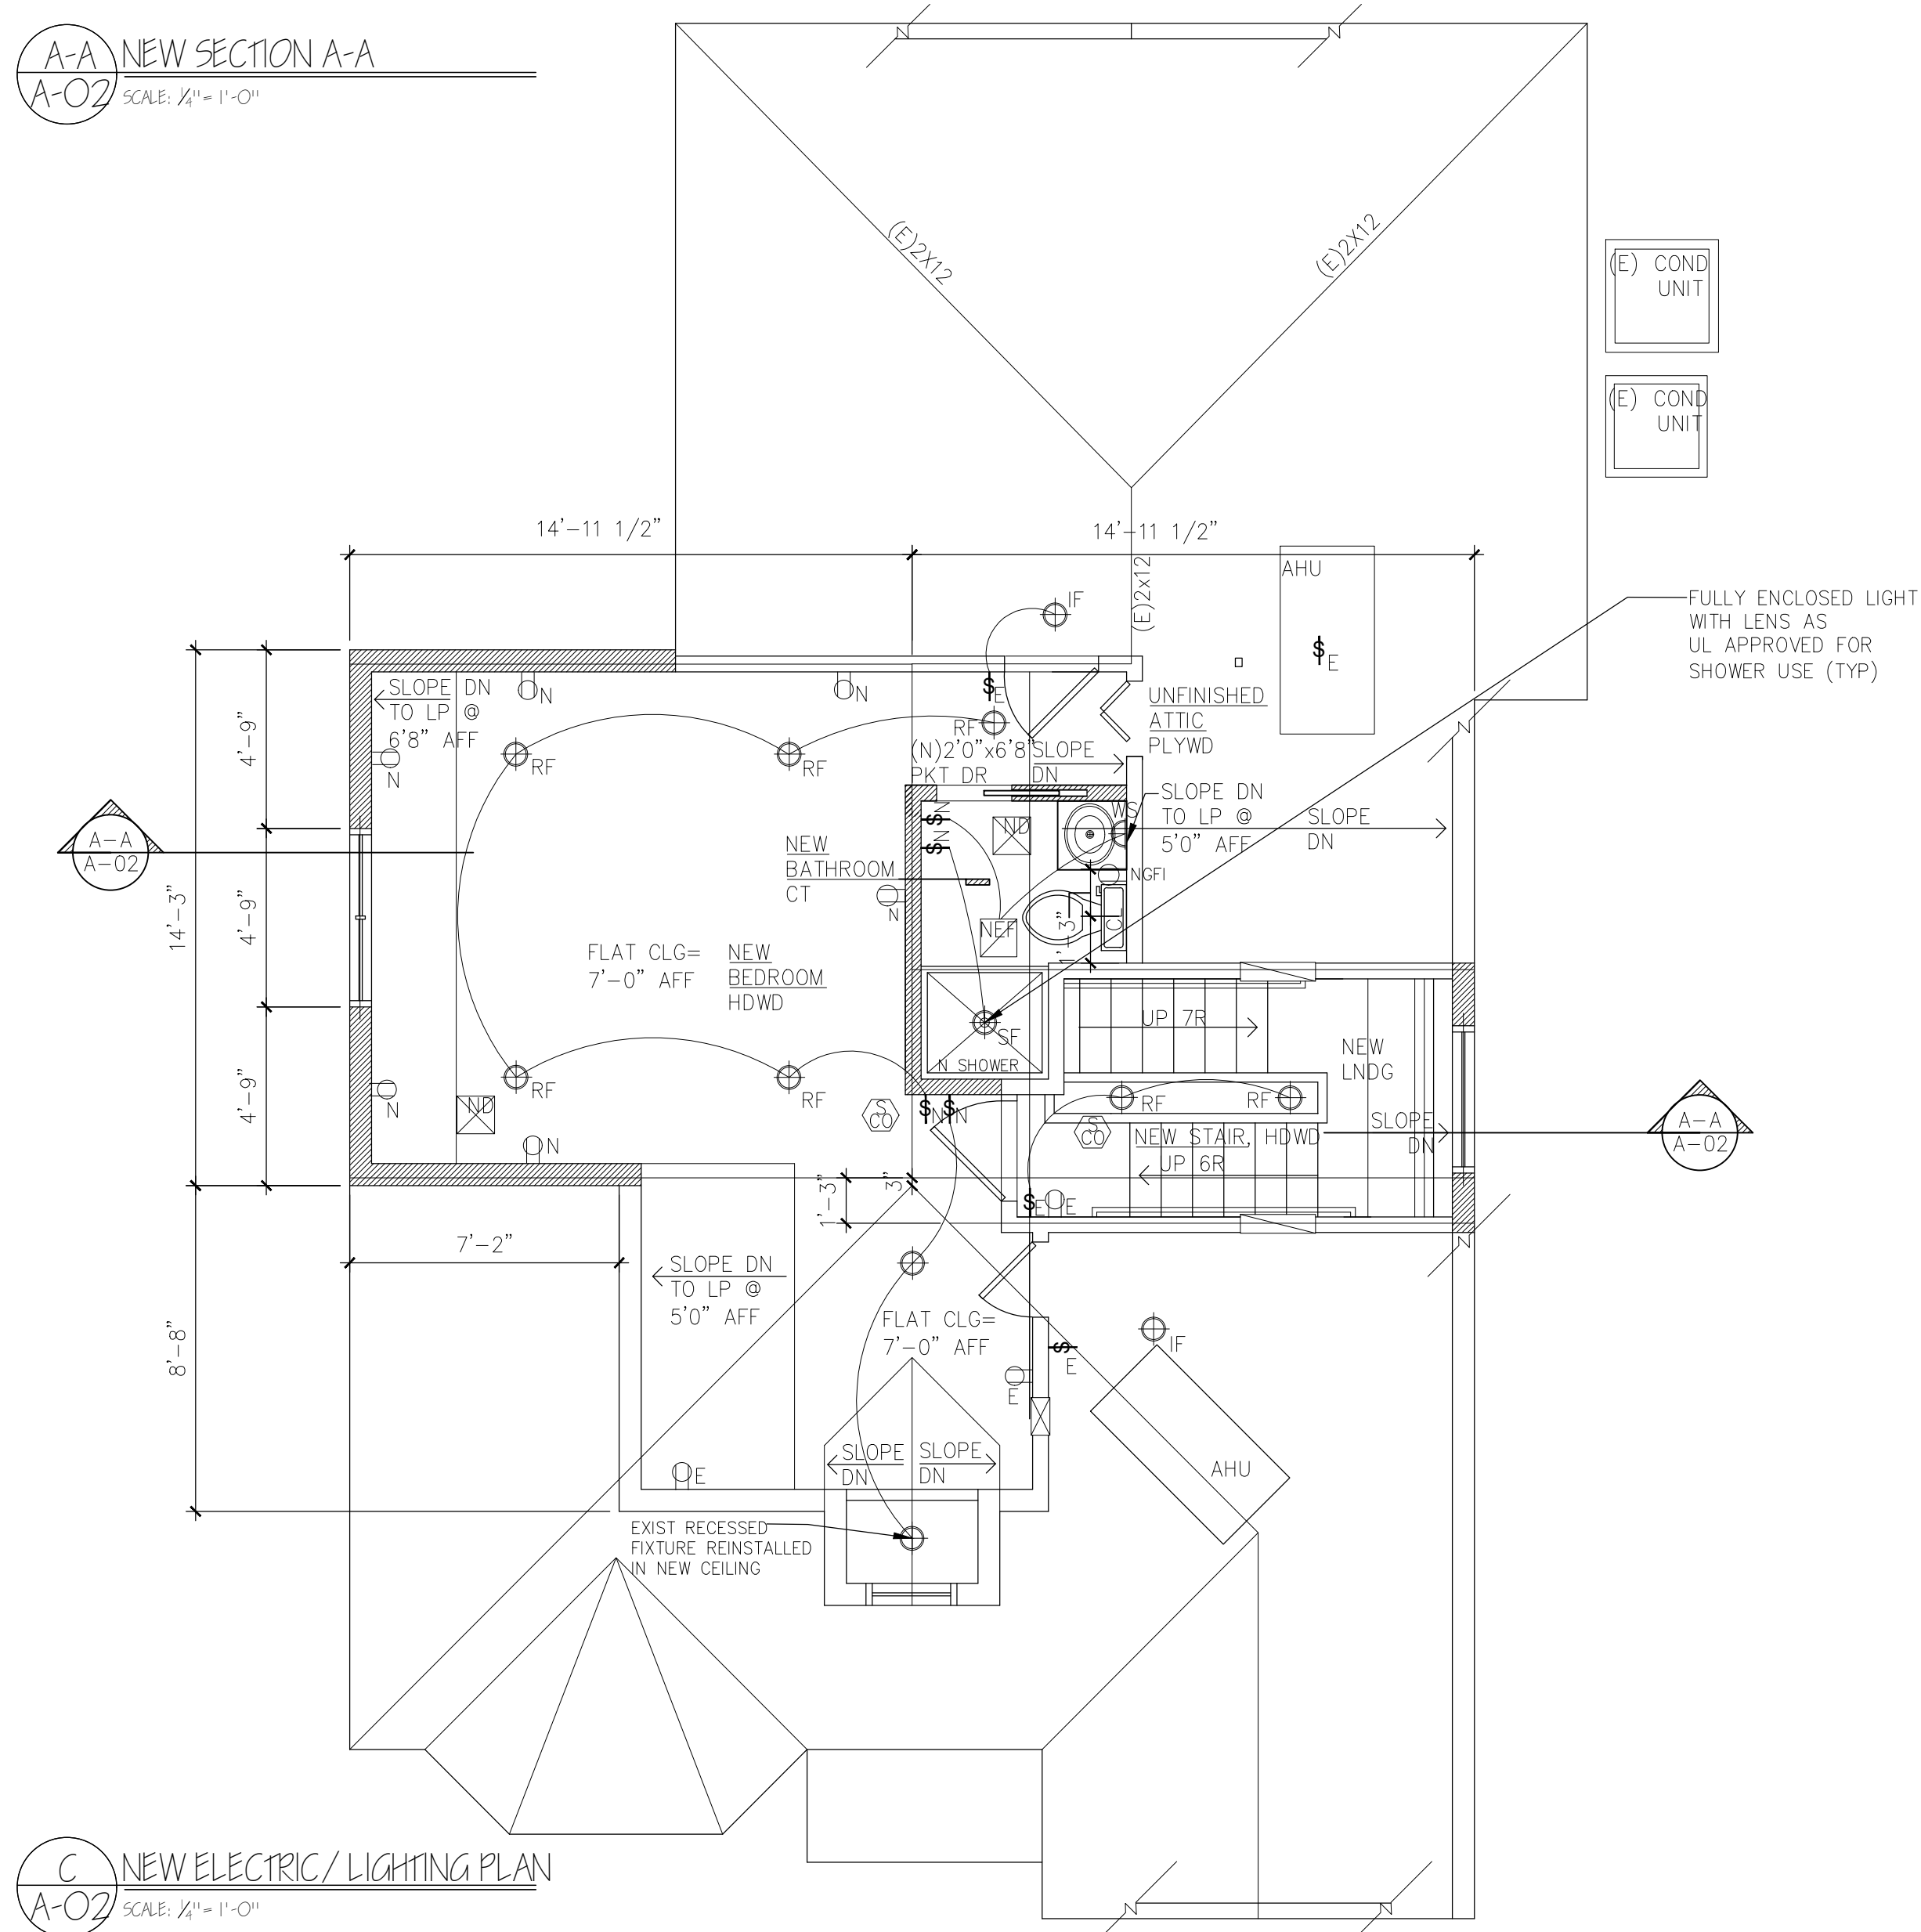 A-A
A-02
NEW SECTION A-A
SCALE: 1/4" = 1'-0"
(E)2X12
(E)2X12
(E) COND
UNIT
(E) COND
UNIT
14'-11 1/2"
14'-11 1/2"
(E)2x12
AHU
IF
FULLY ENCLOSED LIGHT
WITH LENS AS
UL APPROVED FOR
SHOWER USE (TYP)
$ E
SLOPE DN
TO LP @
6'8" AFF
N
N
$ E
RF
UNFINISHED
ATTIC
PLYWD
4'-9"
N
RF
RF
(N)2'0"x6'8"
PKT DR
SLOPE
DN
SLOPE DN
TO LP @
5'0" AFF
SLOPE
DN
A-A
A-02
$ N
$ N
ND
WS
NEW
BATHROOM
CT
N
NGFI
14'-3"
4'-9"
NEF
1'-3"
CL
FLAT CLG=
7'-0" AFF
NEW
BEDROOM
HDWD
UP 7R
SF
N SHOWER
NEW
LNDG
4'-9"
N
RF
RF
ND
S
CO
$ N
$ N
RF
RF
S
CO
NEW STAIR, HDWD
SLOPE
DN
A-A
A-02
N
UP 6R
1'-3"
3"
$ E
E
7'-2"
SLOPE DN
TO LP @
5'0" AFF
FLAT CLG=
7'-0" AFF
IF
$ E
E
8'-8"
SLOPE
DN
SLOPE
DN
E
AHU
EXIST RECESSED
FIXTURE REINSTALLED
IN NEW CEILING
C
A-02
NEW ELECTRIC / LIGHTING PLAN
SCALE: 1/4" = 1'-0"